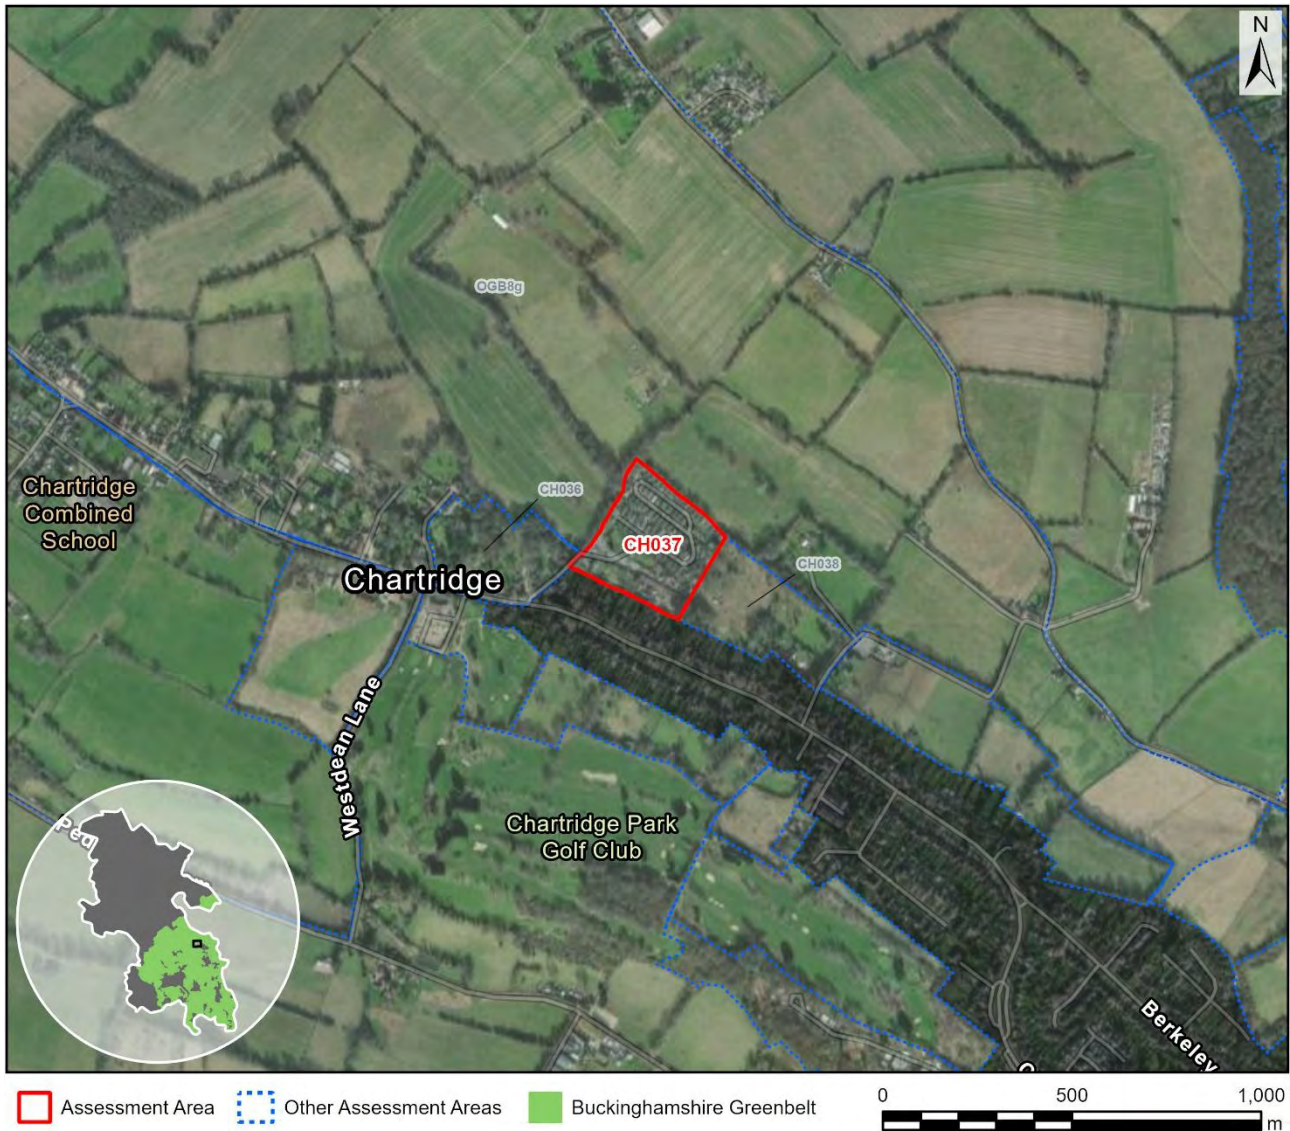 N
OGB8g
Chartridge
Combined
School
CH036
CH037
CH038
Chartridge
Westdean Lane
Chartridge Park
Golf Club
Ped
Berkeley
C
Assessment Area
Other Assessment Areas
Buckinghamshire Greenbelt
0 500 1,000
m